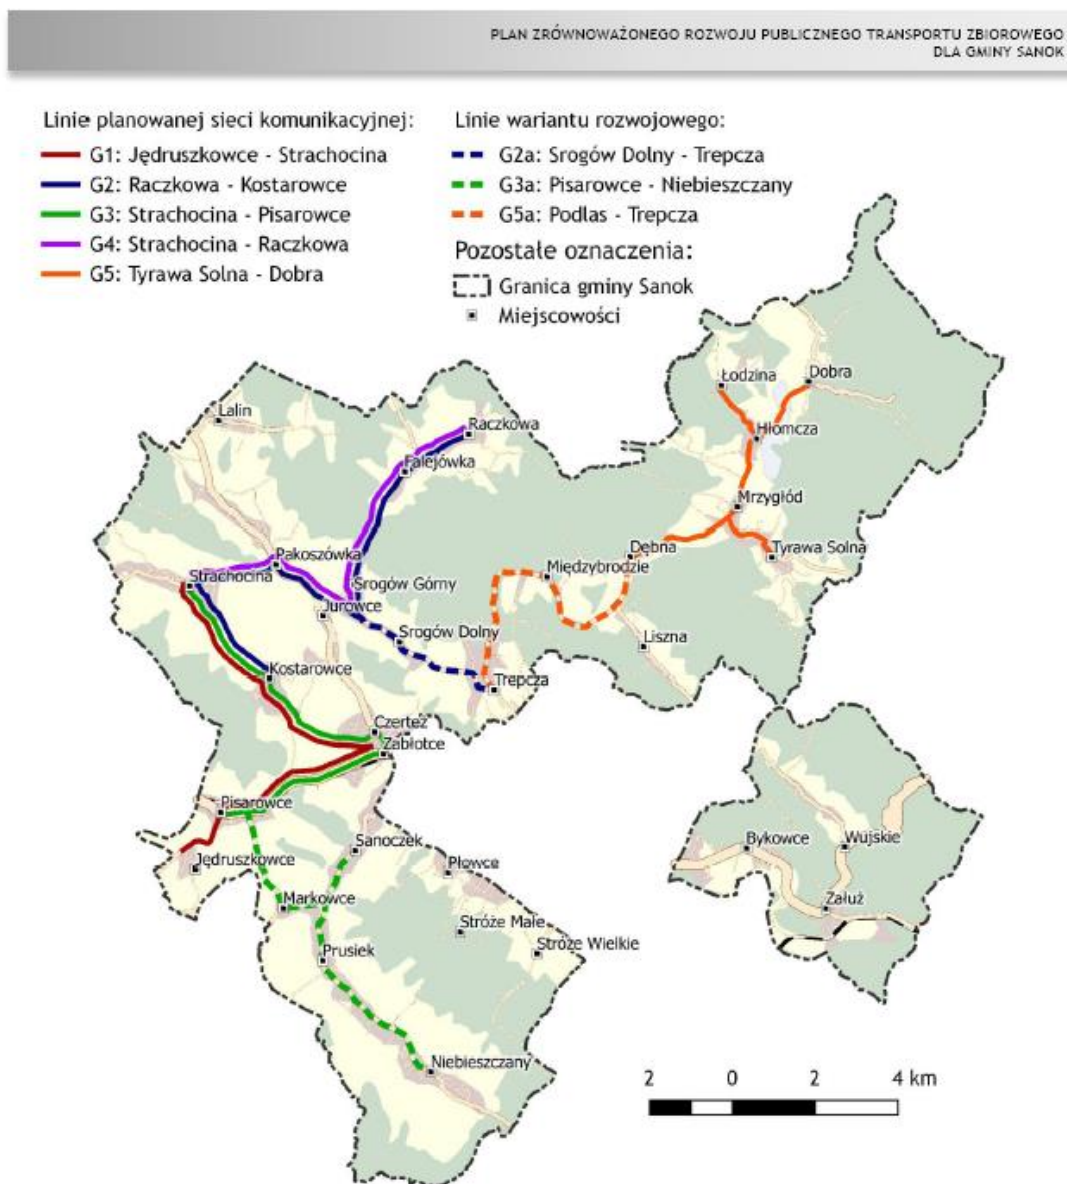 PLAN ZRÓWNOWAŻONEGO ROZWOJU PUBLICZNEGO TRANSPORTU ZBIOROWEGO
DLA GMINY SANOK
Linie planowanej sieci komunikacyjnej:
G1: Jędruszkowce - Strachocina
G2: Raczkowa - Kostarowce
G3: Strachocina - Pisarowce
G4: Strachocina - Raczkowa
G5: Tyrawa Solna - Dobra
Linie wariantu rozwojowego:
G2a: Srogów Dolny - Trepcza
G3a: Pisarowce - Niebieszczany
G5a: Podlas - Trepcza
Pozostałe oznaczenia:
Granica gminy Sanok
Miejscowości
Łodzina
Dobra
Lalin
Raczkowa
Hłomcza
Falejówka
Mrzygłód
Pakoszówka
Dębna
Tyrawa Solna
Strachocina
Srogów Górny
Międzybrodzie
Jurowce
Srogów Dolny
Liszna
Kostarowce
Trepcza
Czerteż
Zabłotce
Pisarowce
Sanoczek
Bykowce
Wujskie
Jędruszkowce
Płowce
Markowce
Załuż
Stróże Małe
Stróże Wielkie
Prusiek
Niebieszczany
2 0 2 4 km